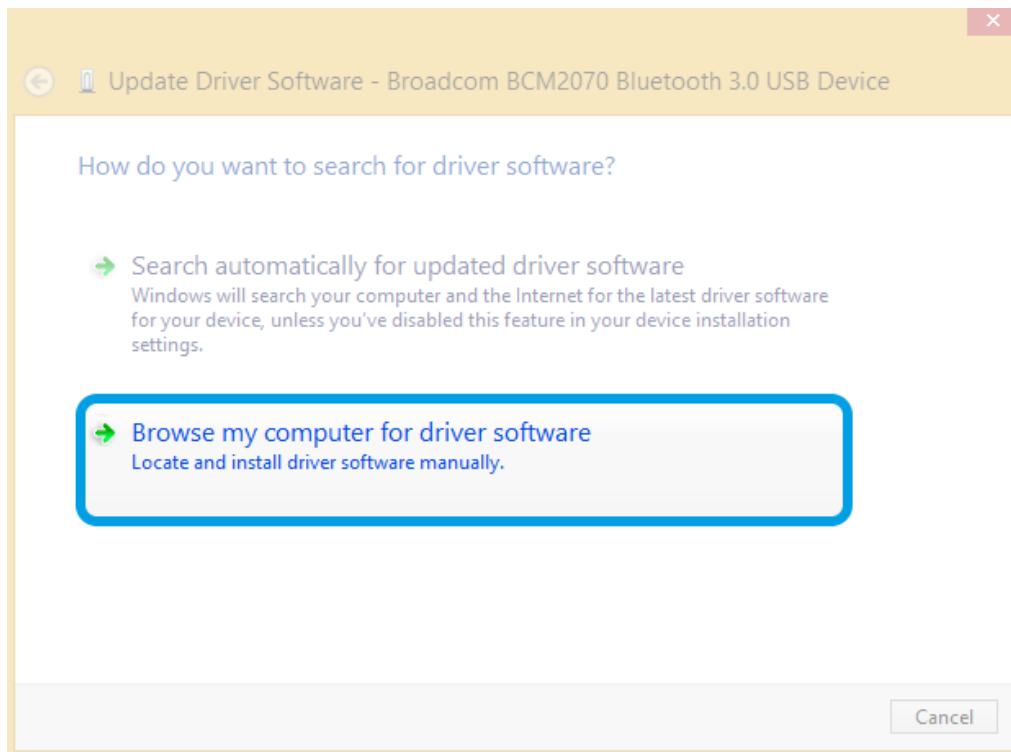 Update Driver Software - Broadcom BCM2070 Bluetooth 3.0 USB Device
How do you want to search for driver software?
Search automatically for updated driver software
Windows will search your computer and the Internet for the latest driver software
for your device, unless you've disabled this feature in your device installation
settings.
Browse my computer for driver software
Locate and install driver software manually.
Cancel